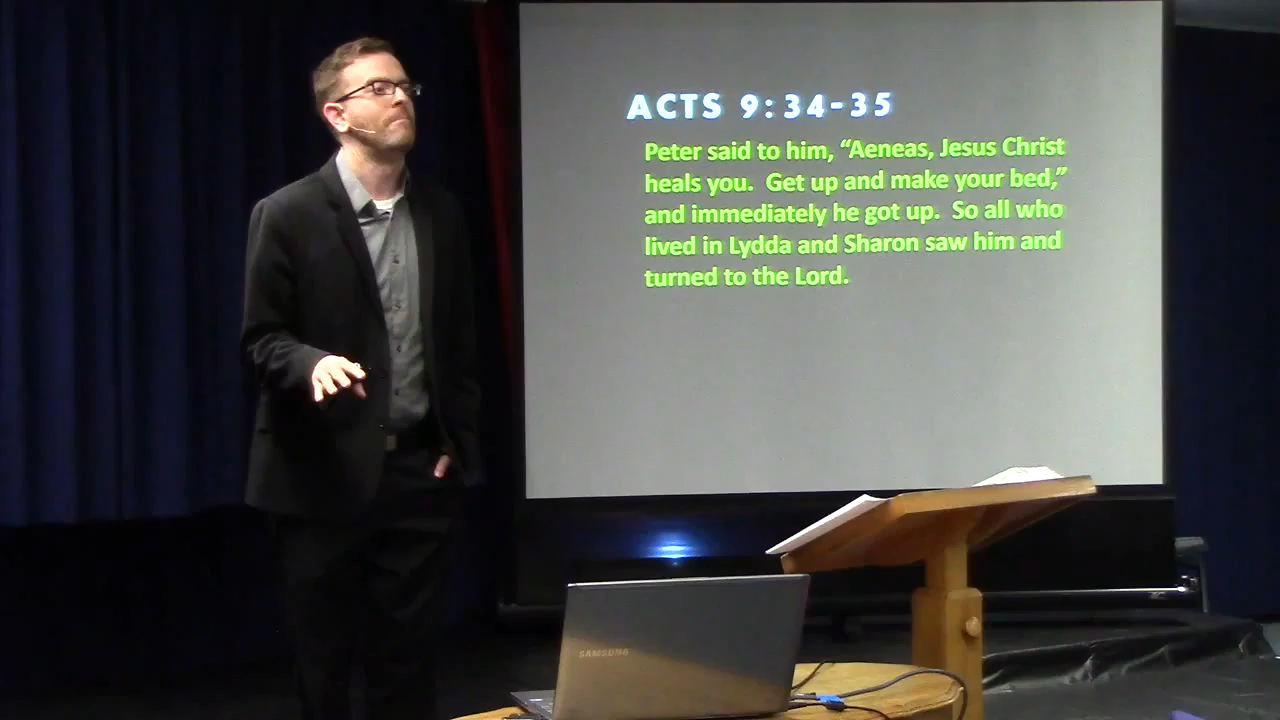 ACTS 9:34-35
Peter said to him, “Aeneas, Jesus Christ
heals you.  Get up and make your bed,”
and immediately he got up.  So all who
lived in Lydda and Sharon saw him and
turned to the Lord.
SAMSUNG